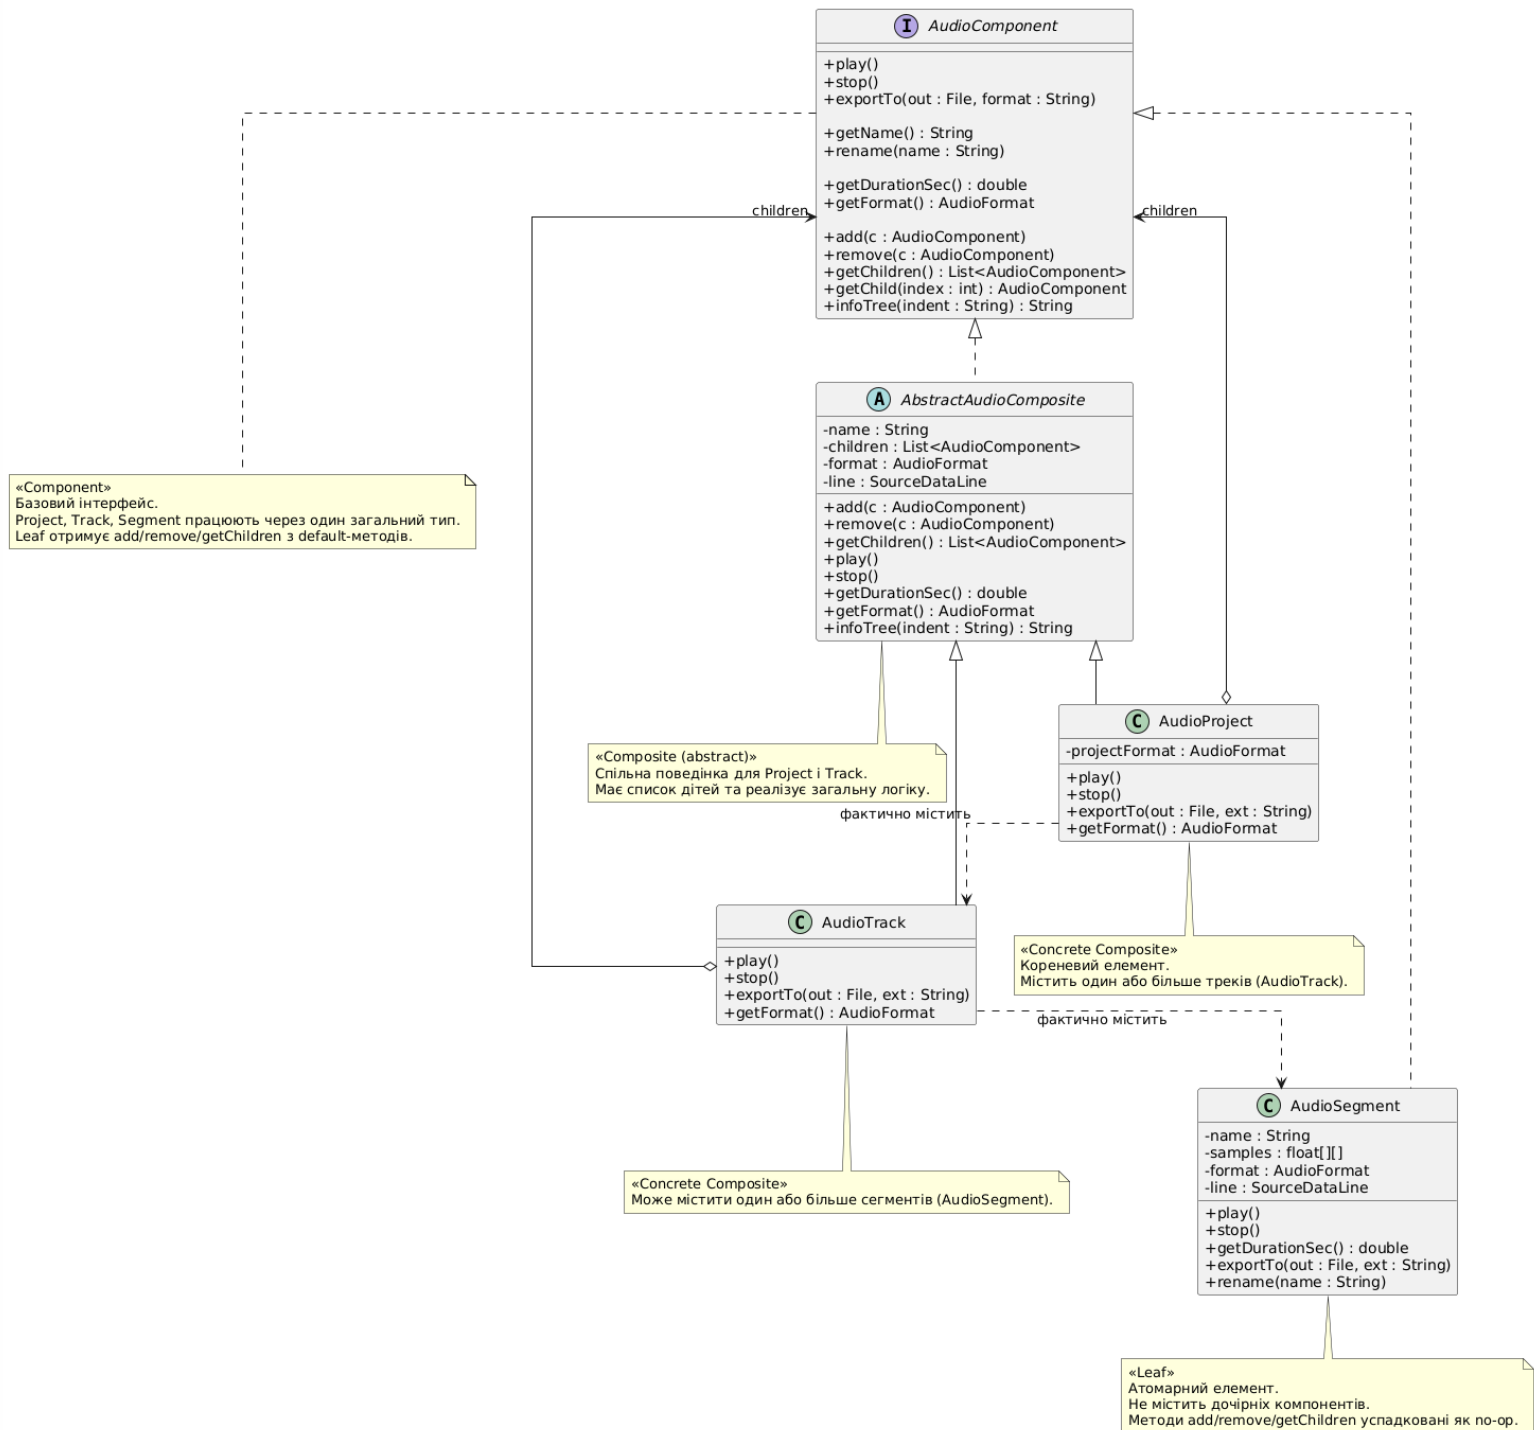 I AudioComponent
+play()
+stop()
+exportTo(out : File, format : String)
+getName() : String
+rename(name : String)
+getDurationSec() : double
+getFormat() : AudioFormat
+add(c : AudioComponent)
+remove(c : AudioComponent)
+getChildren() : List<AudioComponent>
+getChild(index : int) : AudioComponent
+infoTree(indent : String) : String
children
children
A AbstractAudioComposite
-name : String
-children : List<AudioComponent>
-format : AudioFormat
-line : SourceDataLine
+add(c : AudioComponent)
+remove(c : AudioComponent)
+getChildren() : List<AudioComponent>
+play()
+stop()
+getDurationSec() : double
+getFormat() : AudioFormat
+infoTree(indent : String) : String
«Component»
Базовий інтерфейс.
Project, Track, Segment працюють через один загальний тип.
Leaf отримує add/remove/getChildren з default-методів.
«Composite (abstract)»
Спільна поведінка для Project і Track.
Має список дітей та реалізує загальну логіку.
C AudioProject
-projectFormat : AudioFormat
+play()
+stop()
+exportTo(out : File, ext : String)
+getFormat() : AudioFormat
фактично містить
C AudioTrack
+play()
+stop()
+exportTo(out : File, ext : String)
+getFormat() : AudioFormat
«Concrete Composite»
Кореневий елемент.
Містить один або більше треків (AudioTrack).
фактично містить
C AudioSegment
-name : String
-samples : float[][]
-format : AudioFormat
-line : SourceDataLine
+play()
+stop()
+getDurationSec() : double
+exportTo(out : File, ext : String)
+rename(name : String)
«Concrete Composite»
Може містити один або більше сегментів (AudioSegment).
«Leaf»
Атомарний елемент.
Не містить дочірніх компонентів.
Методи add/remove/getChildren успадковані як no-op.